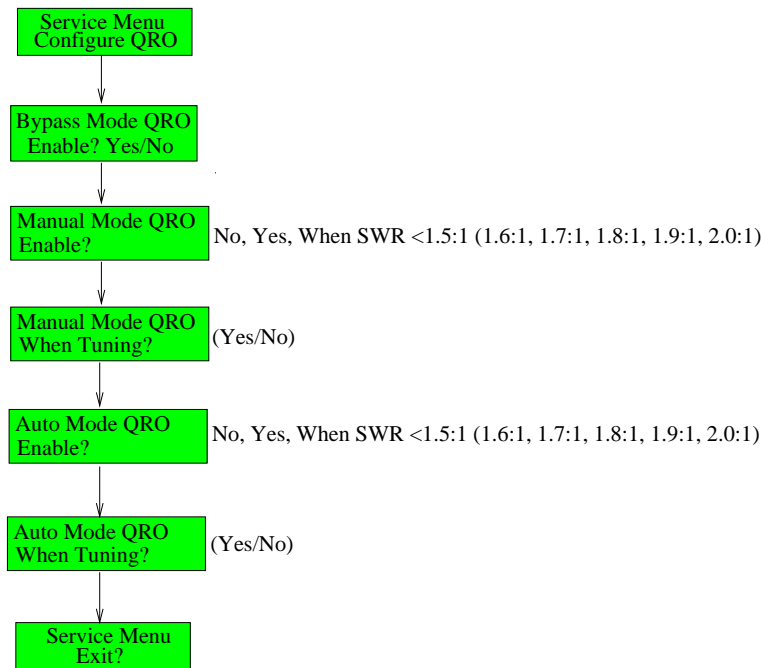 Service Menu
Configure QRO
Bypass Mode QRO
Enable? Yes/No
Manual Mode QRO
Enable?
No, Yes, When SWR <1.5:1 (1.6:1, 1.7:1, 1.8:1, 1.9:1, 2.0:1)
Manual Mode QRO
When Tuning?
(Yes/No)
Auto Mode QRO
Enable?
No, Yes, When SWR <1.5:1 (1.6:1, 1.7:1, 1.8:1, 1.9:1, 2.0:1)
Auto Mode QRO
When Tuning?
(Yes/No)
Service Menu
Exit?